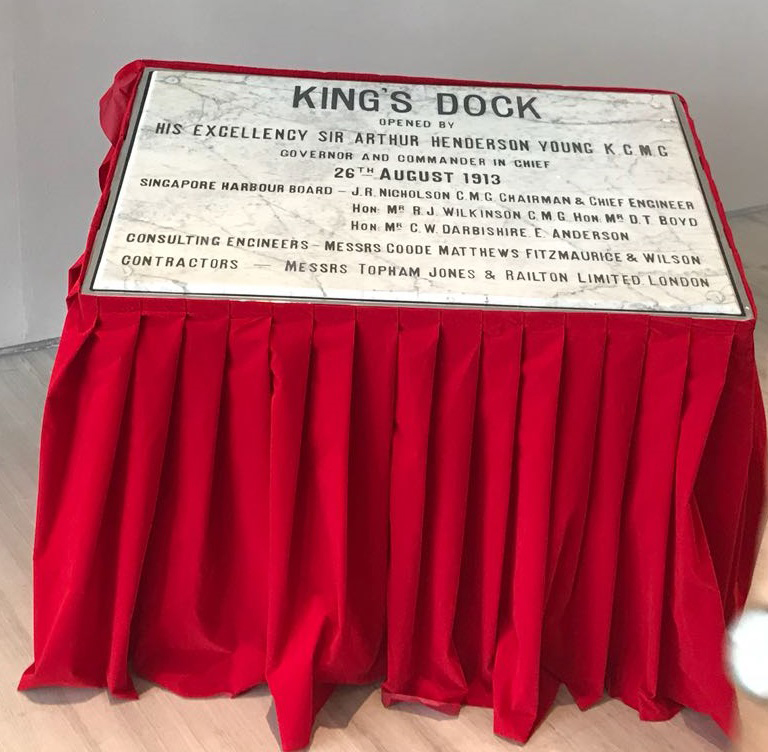 KING'S DOCK
OPENED BY
HIS EXCELLENCY SIR ARTHUR HENDERSON YOUNG K.C.M.G
GOVERNOR AND COMMANDER IN CHIEF
26TH AUGUST 1913
SINGAPORE HARBOUR BOARD – J.R. NICHOLSON C.M.G. CHAIRMAN & CHIEF ENGINEER
HON: MR R.J. WILKINSON C.M.G. HON: MR D.T. BOYD
HON: MR C.W. DARBISHIRE. E. ANDERSON
CONSULTING ENGINEERS – MESSRS COODE MATTHEWS FITZMAURICE & WILSON
CONTRACTORS – MESSRS TOPHAM JONES & RAILTON LIMITED LONDON